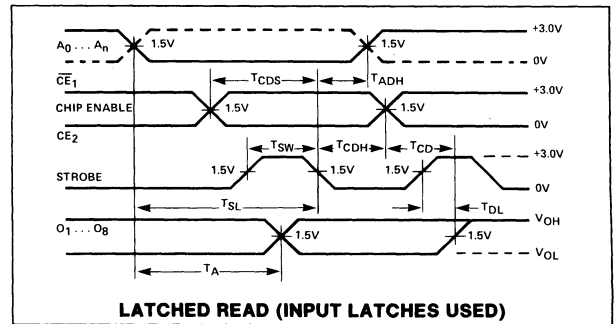 A0 . . . An 1.5V 1.5V +3.0V
0V
CE1 TCDS TADH
+3.0V
CHIP ENABLE 1.5V 1.5V
0V
CE2
TSW TCDH TCD
+3.0V
1.5V 1.5V 1.5V
STROBE 0V
TSL TDL
O1 . . . O8 1.5V 1.5V VOH
VOL
TA
LATCHED READ (INPUT LATCHES USED)